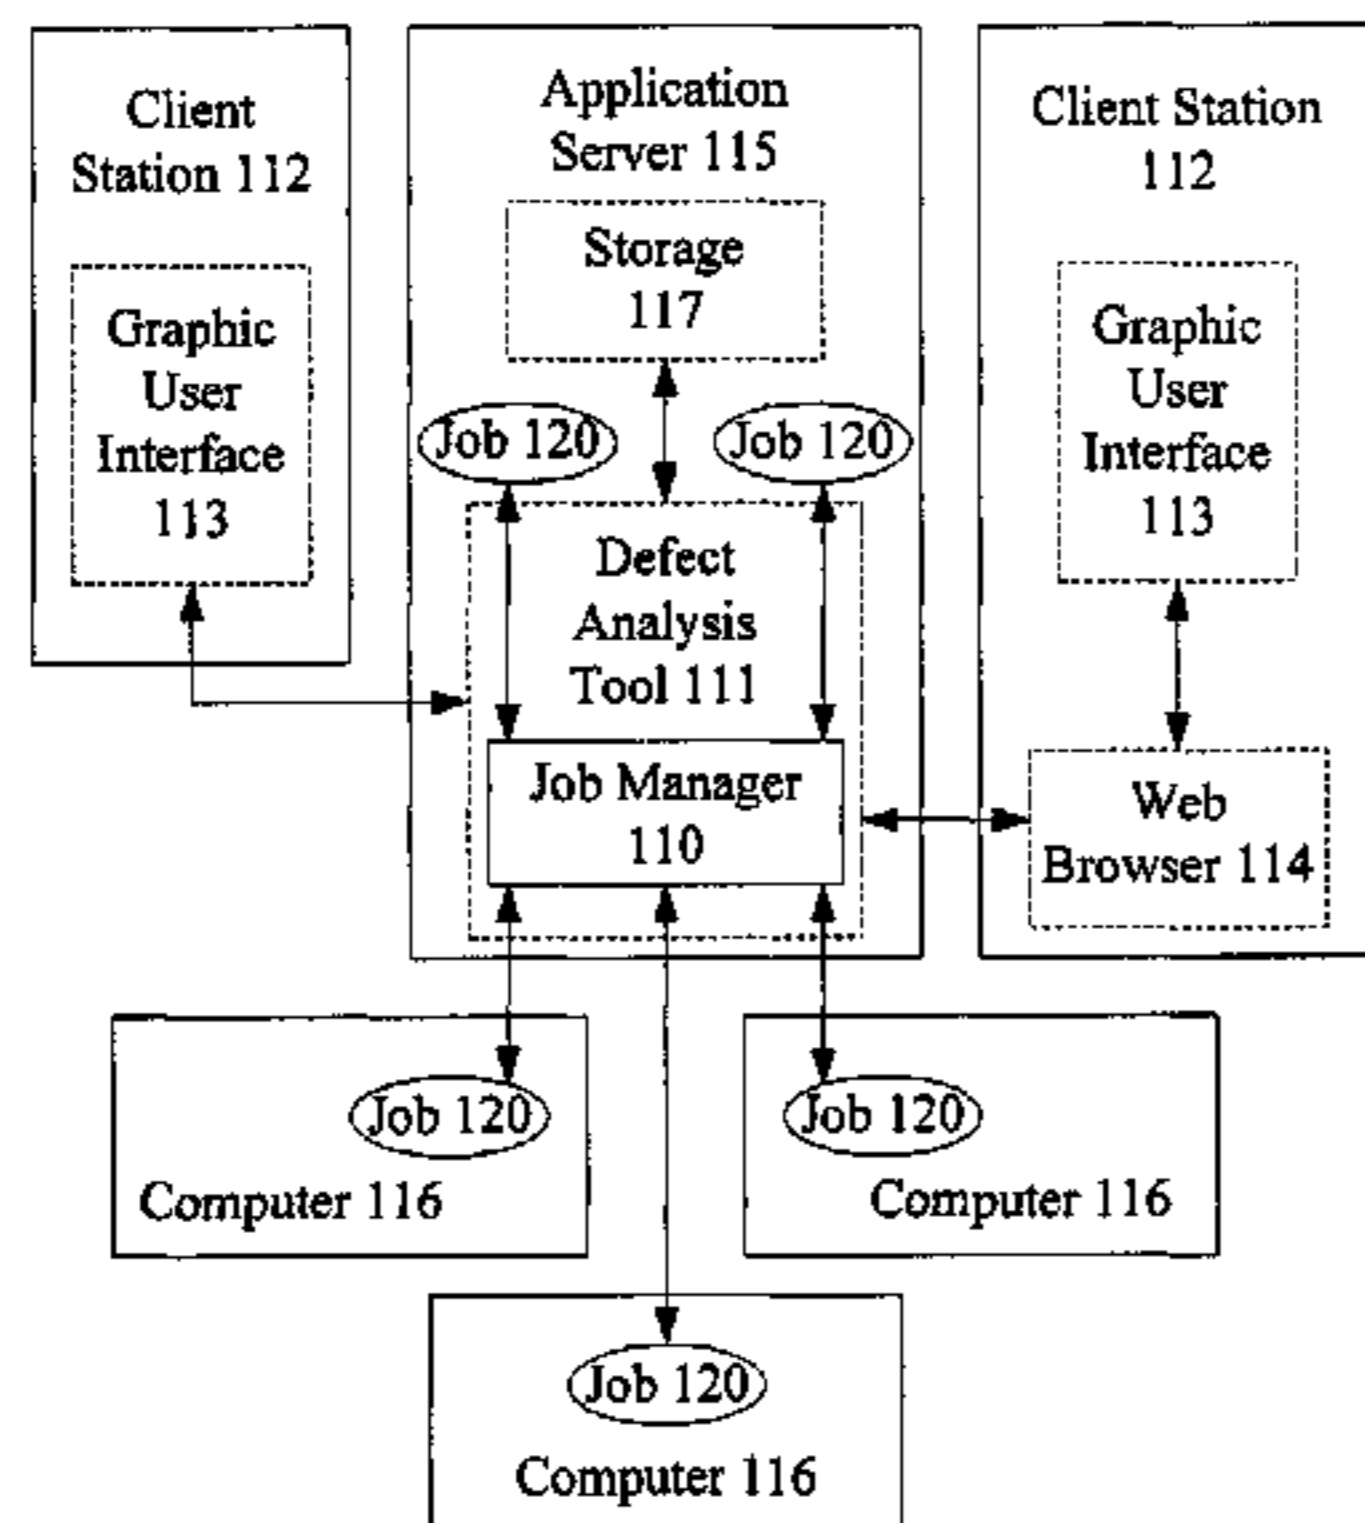 Client
Station 112
Graphic
User
Interface
113
Application
Server 115
Storage
117
Job 120
Job 120
Defect
Analysis
Tool 111
Job Manager
110
Client Station
112
Graphic
User
Interface
113
Web
Browser 114
Job 120
Computer 116
Job 120
Computer 116
Job 120
Computer 116